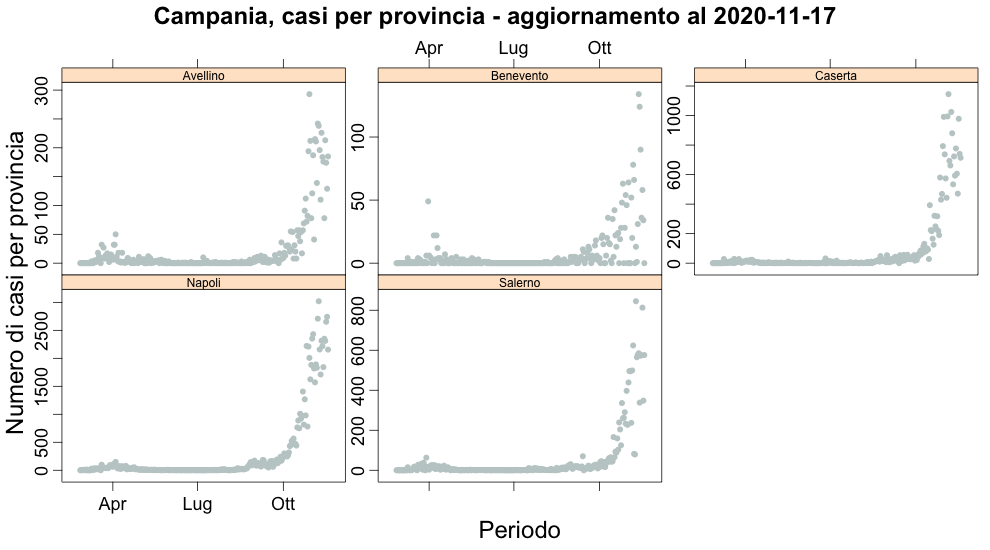 Campania, casi per provincia - aggiornamento al 2020-11-17
Apr Lug Ott
Avellino Benevento Caserta
0 50 100 200 300
0 50 100
0 200 600 1000
Napoli Salerno
0 500 1500 2500
0 200 400 600 800
Apr Lug Ott
Numero di casi per provincia
Periodo